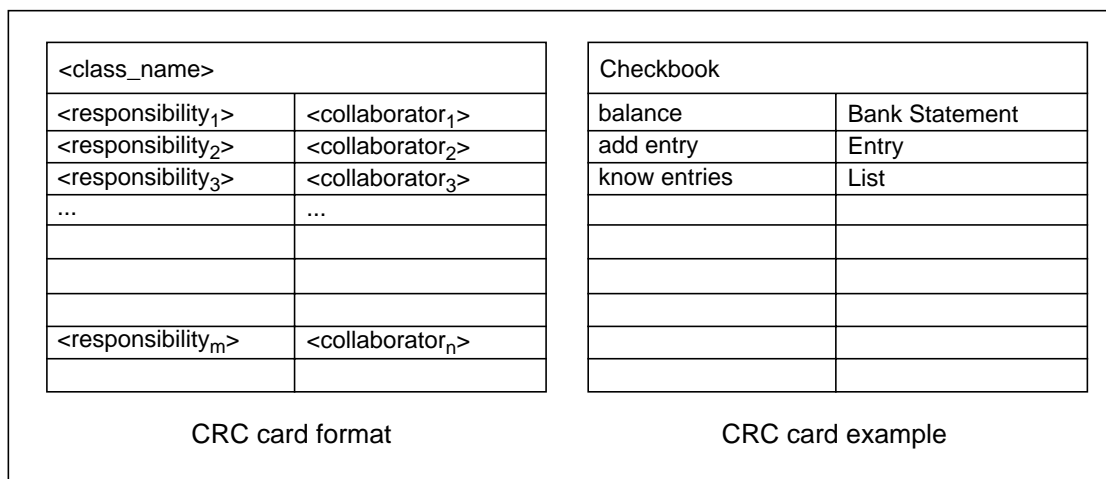 <class_name>
<responsibility1> <collaborator1>
<responsibility2> <collaborator2>
<responsibility3> <collaborator3>
... ...
<responsibilitym> <collaboratorn>
CRC card format
Checkbook
balance Bank Statement
add entry Entry
know entries List
CRC card example